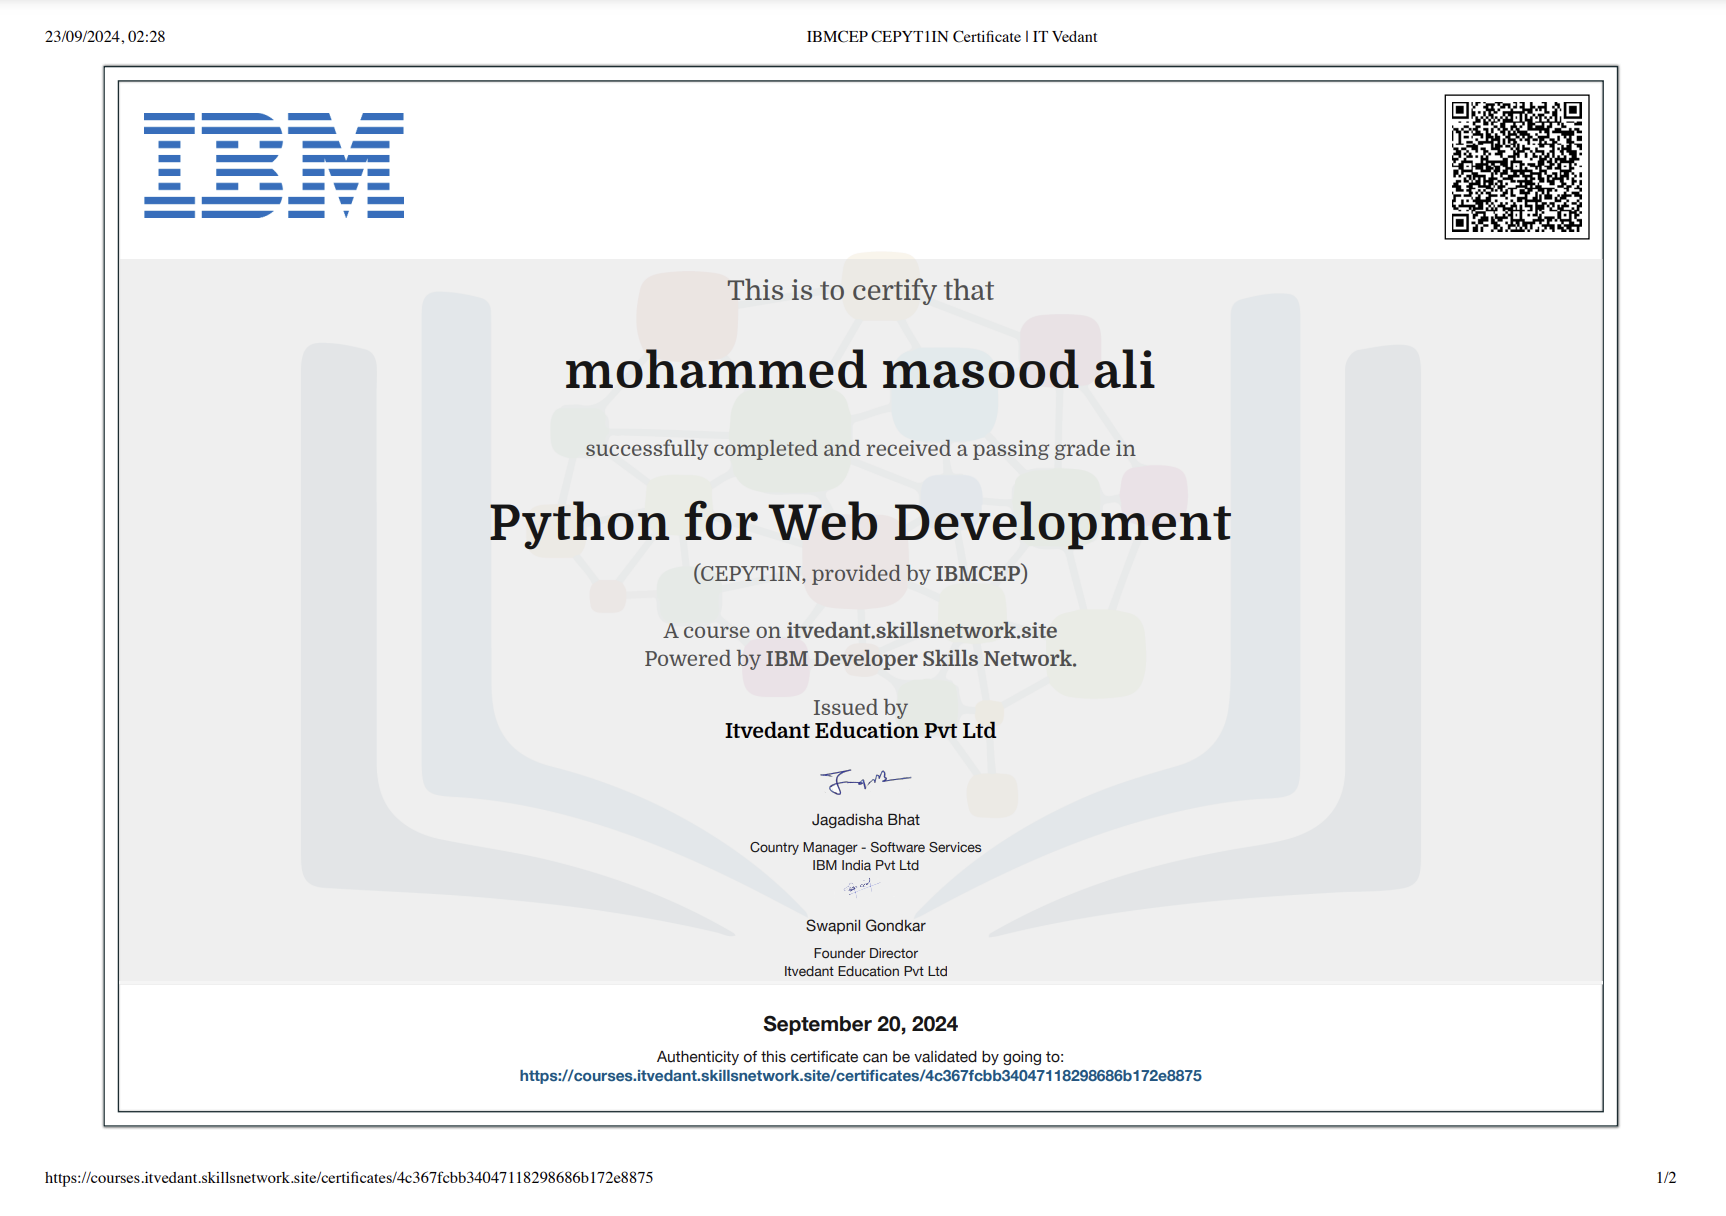 23/09/2024, 02:28
IBMCEP CEPYT1IN Certificate | IT Vedant
IBM
This is to certify that
mohammed masood ali
successfully completed and received a passing grade in
Python for Web Development
(CEPYT1IN, provided by IBMCEP)
A course on itvedant.skillsnetwork.site
Powered by IBM Developer Skills Network.
Issued by
Itvedant Education Pvt Ltd
Jagadisha Bhat
Country Manager - Software Services
IBM India Pvt Ltd
Swapnil Gondkar
Founder Director
Itvedant Education Pvt Ltd
September 20, 2024
Authenticity of this certificate can be validated by going to:
https://courses.itvedant.skillsnetwork.site/certificates/4c367fcbb34047118298686b172e8875
https://courses.itvedant.skillsnetwork.site/certificates/4c367fcbb34047118298686b172e8875
1/2